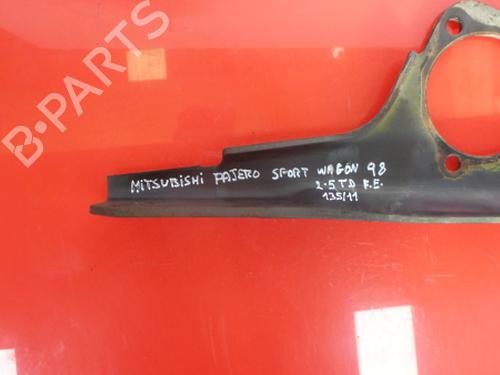 B-PARTS
MITSUBISHI PAJERO SPORT WAGON 98
2.5TD F.E.
135/11